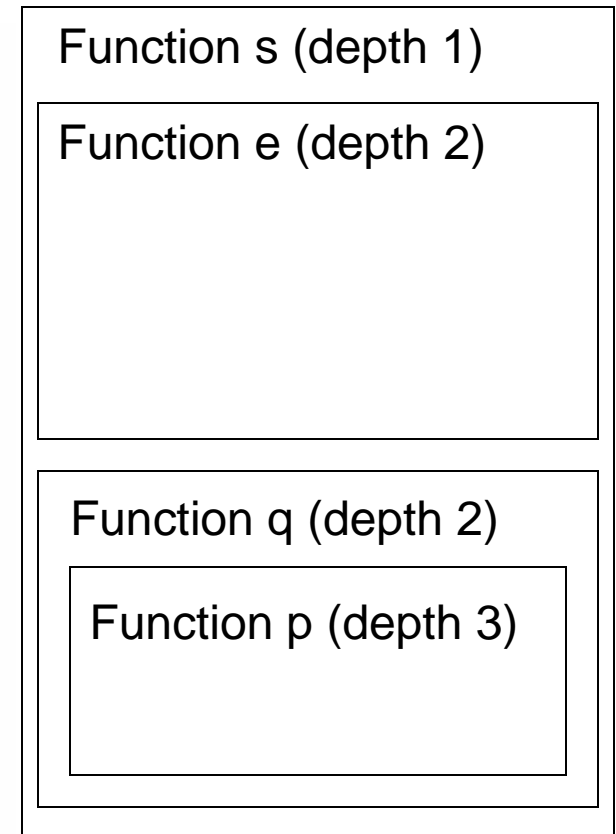 Function s (depth 1)
Function e (depth 2)
Function q (depth 2)
Function p (depth 3)